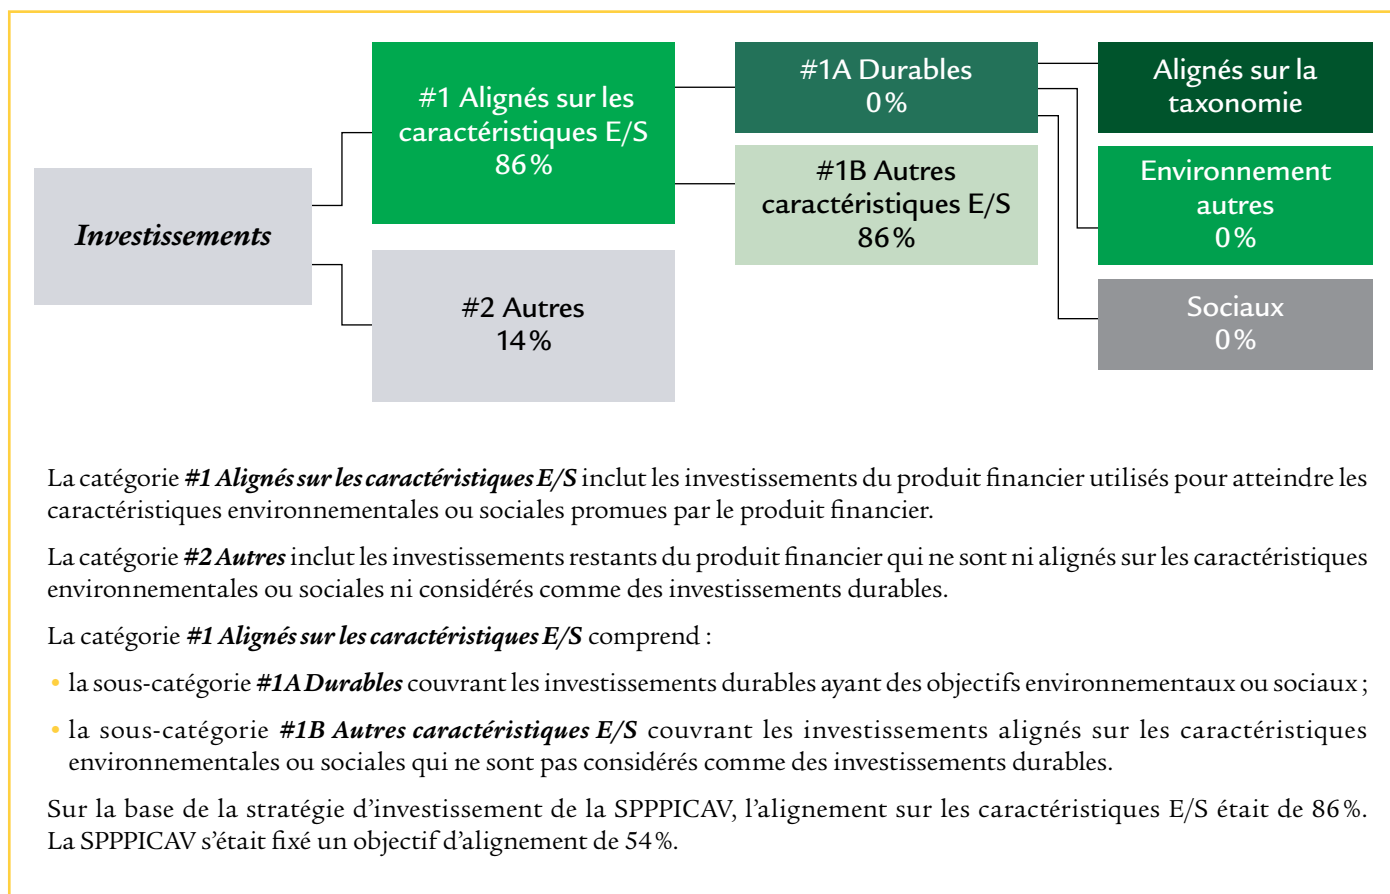 Investissements
#1 Alignés sur les
caractéristiques E/S
86 %
#2 Autres
14 %
#1A Durables
0 %
#1B Autres
caractéristiques E/S
86 %
Alignés sur la
taxonomie
Environnement
autres
0 %
Sociaux
0 %
La catégorie #1 Alignés sur les caractéristiques E/S inclut les investissements du produit financier utilisés pour atteindre les
caractéristiques environnementales ou sociales promues par le produit financier.
La catégorie #2 Autres inclut les investissements restants du produit financier qui ne sont ni alignés sur les caractéristiques
environnementales ou sociales ni considérés comme des investissements durables.
La catégorie #1 Alignés sur les caractéristiques E/S comprend :
• la sous-catégorie #1A Durables couvrant les investissements durables ayant des objectifs environnementaux ou sociaux ;
• la sous-catégorie #1B Autres caractéristiques E/S couvrant les investissements alignés sur les caractéristiques
environnementales ou sociales qui ne sont pas considérés comme des investissements durables.
Sur la base de la stratégie d’investissement de la SPPPICAV, l’alignement sur les caractéristiques E/S était de 86 %.
La SPPPICAV s’était fixé un objectif d’alignement de 54 %.